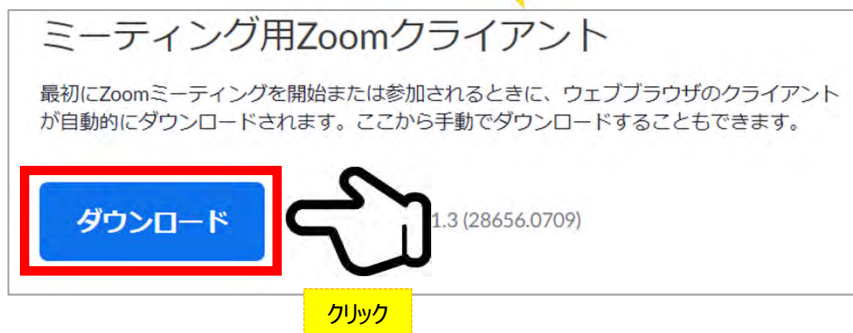 ミーティング用Zoomクライアント
最初にZoomミーティングを開始または参加されるときに、ウェブブラウザのクライアント
が自動的にダウンロードされます。ここから手動でダウンロードすることもできます。
ダウンロード
1.3 (28656.0709)
クリック